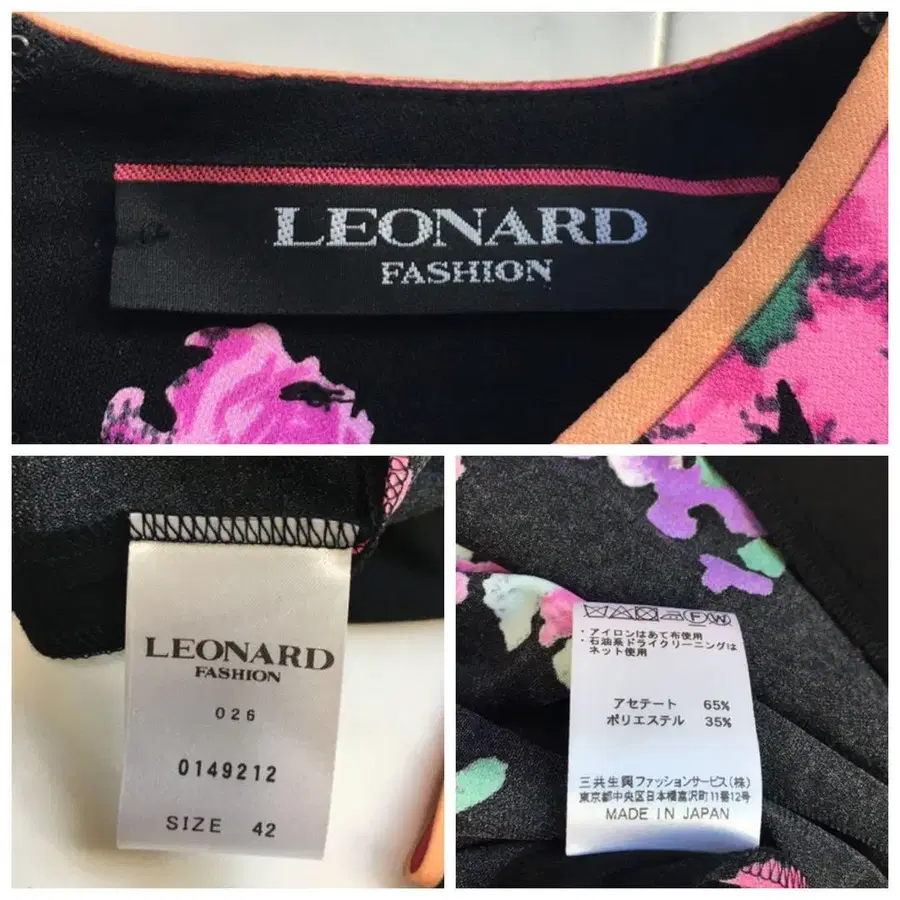 LEONARD
FASHION
LEONARD
FASHION
026
0149212
SIZE 42
F W
・アイロンはあて布使用
・石油系ドライクリーニングは
ネット使用
アセテート 65%
ポリエステル 35%
三共生興ファッションサービス(株)
東京都中央区日本橋富沢町11番12号
MADE IN JAPAN